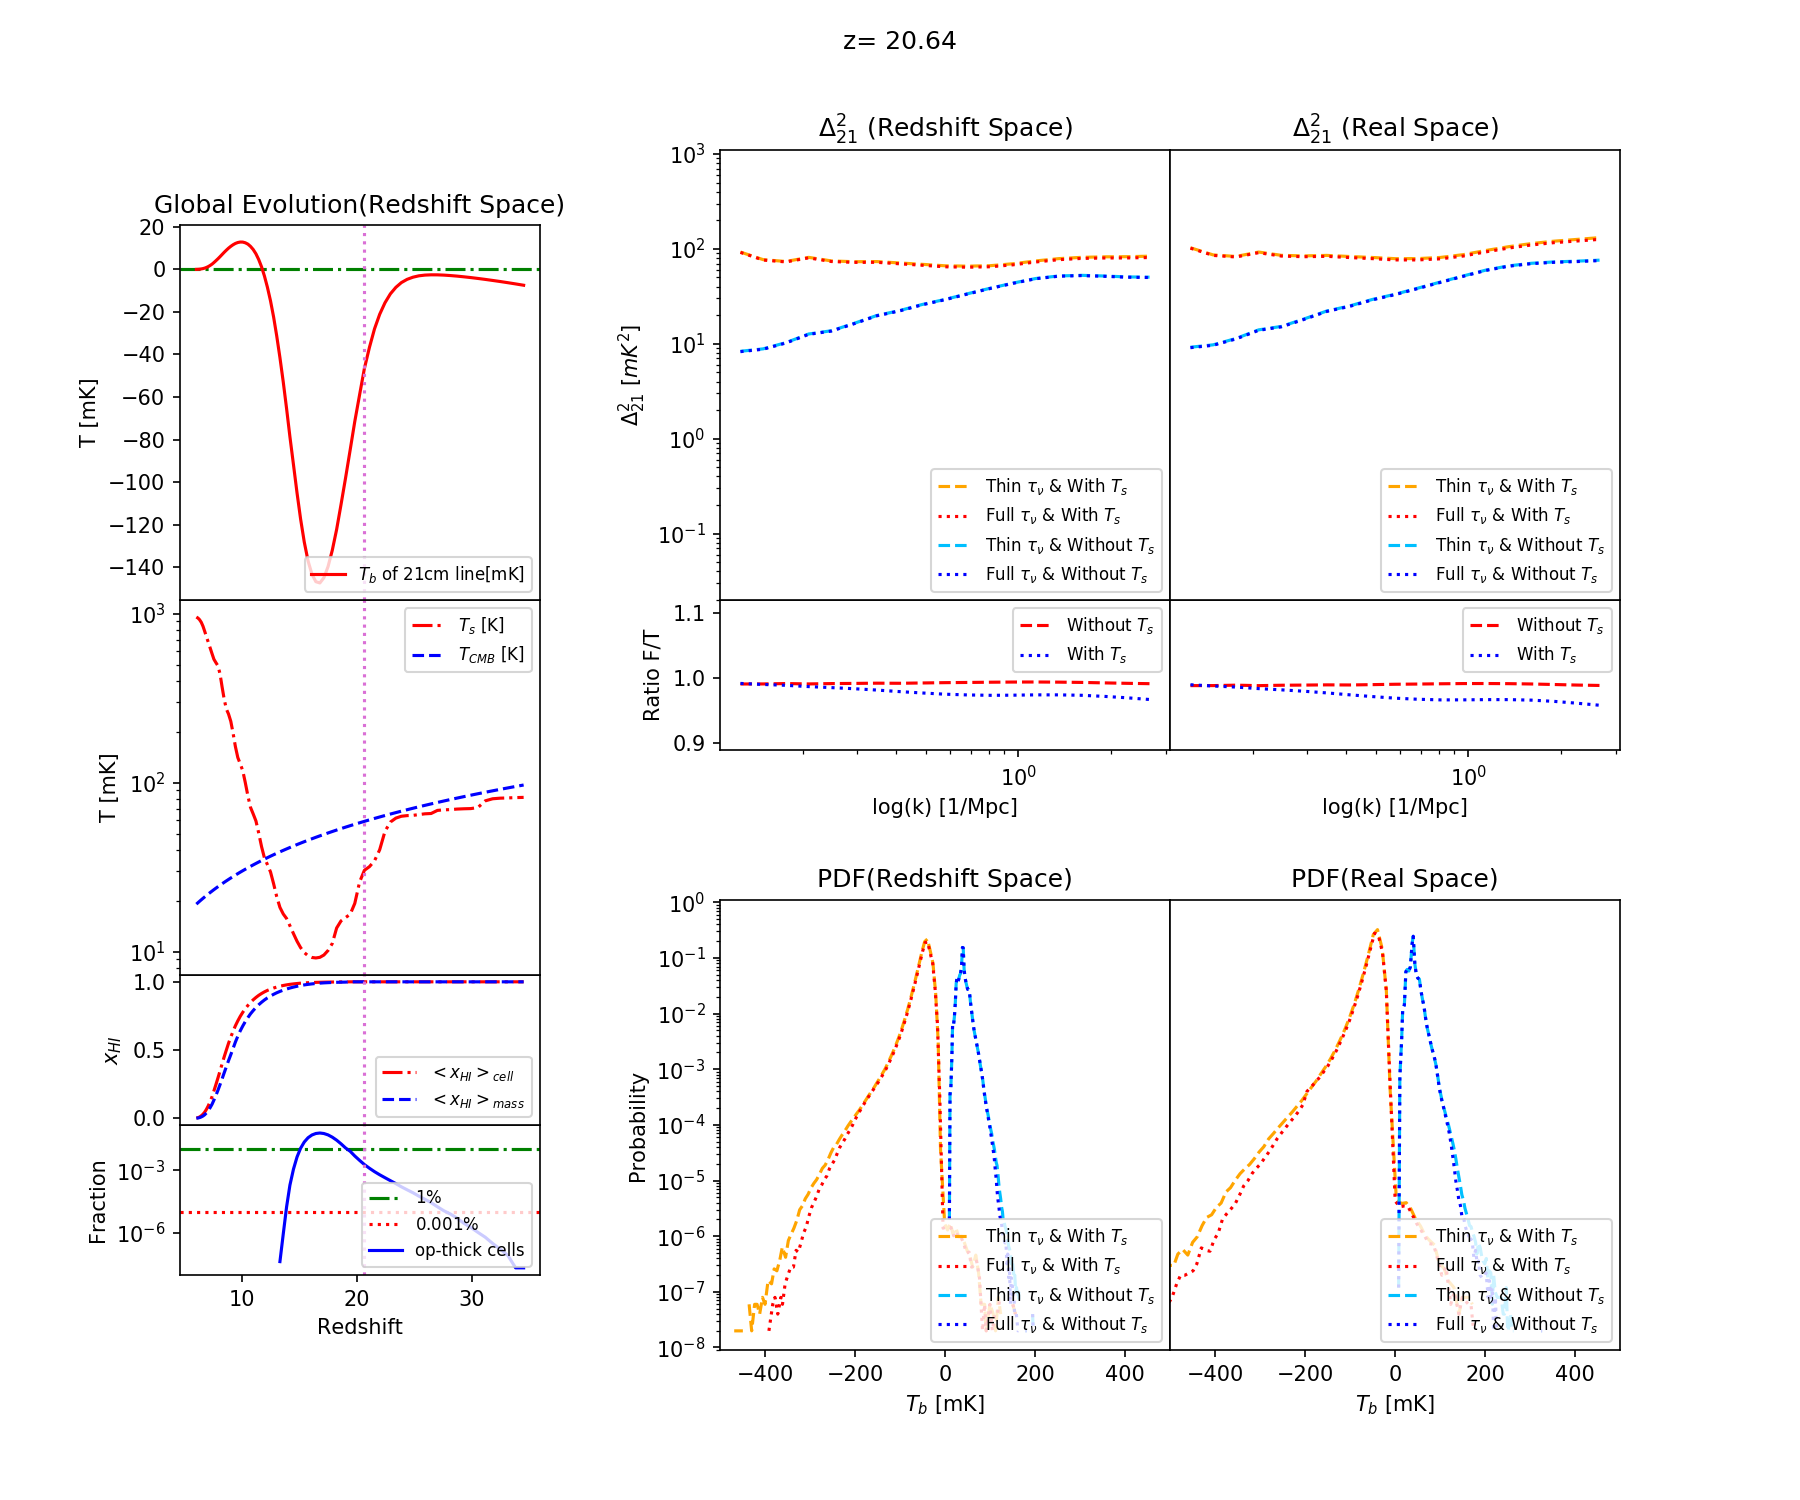 z= 20.64
Global Evolution(Redshift Space)
20
0
−20
−40
−60
−80
−100
−120
−140
T [mK]
T_b of 21cm line[mK]
10^3
10^2
10^1
T [mK]
T_s [K]
T_CMB [K]
1.0
0.5
0.0
x_HI
<x_HI>_cell
<x_HI>_mass
10^−3
10^−6
Fraction
1%
0.001%
op-thick cells
10 20 30
Redshift
Δ^2_21 (Redshift Space)
Δ^2_21 (Real Space)
10^3
10^2
10^1
10^0
10^−1
Δ^2_21 [mK^2]
Thin τ_ν & With T_s
Full τ_ν & With T_s
Thin τ_ν & Without T_s
Full τ_ν & Without T_s
Thin τ_ν & With T_s
Full τ_ν & With T_s
Thin τ_ν & Without T_s
Full τ_ν & Without T_s
1.1
1.0
0.9
Ratio F/T
Without T_s
With T_s
Without T_s
With T_s
10^0
10^0
log(k) [1/Mpc]
log(k) [1/Mpc]
PDF(Redshift Space)
PDF(Real Space)
10^0
10^−1
10^−2
10^−3
10^−4
10^−5
10^−6
10^−7
10^−8
Probability
Thin τ_ν & With T_s
Full τ_ν & With T_s
Thin τ_ν & Without T_s
Full τ_ν & Without T_s
Thin τ_ν & With T_s
Full τ_ν & With T_s
Thin τ_ν & Without T_s
Full τ_ν & Without T_s
−400 −200 0 200 400
−400 −200 0 200 400
T_b [mK]
T_b [mK]